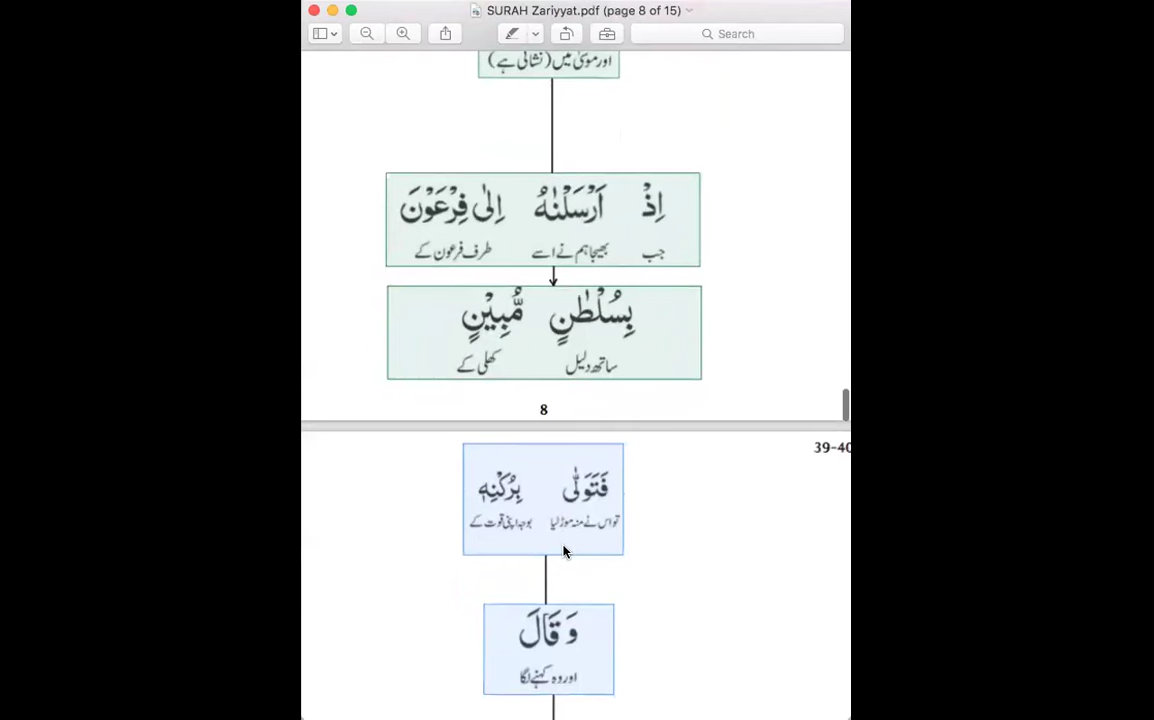 SURAH Zariyyat.pdf (page 8 of 15)
Search
اور موسیٰ میں (نشانی ہے)
اِذْ اَرْسَلْنٰهُ اِلٰی فِرْعَوْنَ
جب بھیجا ہم نے اسے طرف فرعون کے
بِسُلْطٰنٍ مُّبِیْنٍ
ساتھ دلیل کھلی کے
8
39-40
فَتَوَلّٰی بِرُكْنِهٖ
تو اس نے منہ موڑ لیا بوجہ اپنی قوت کے
وَ قَالَ
اور وہ کہنے لگا